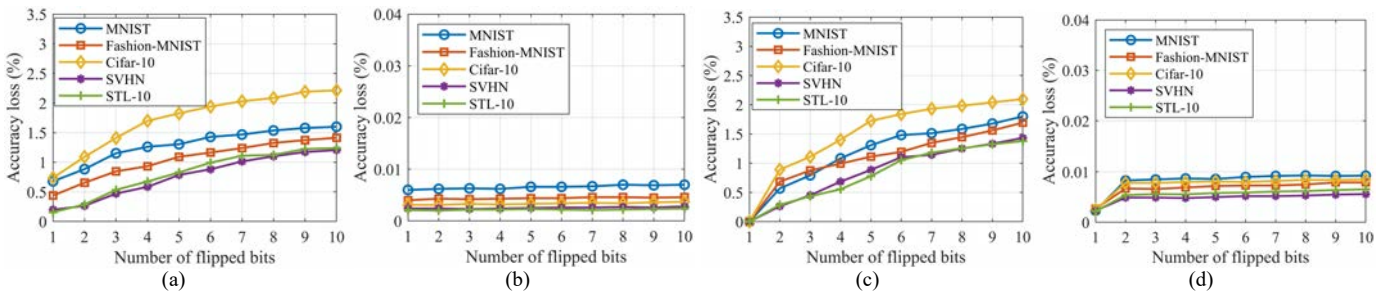 Accuracy loss (%)
3.5
3
2.5
2
1.5
1
0.5
0
MNIST
Fashion-MNIST
Cifar-10
SVHN
STL-10
1 2 3 4 5 6 7 8 9 10
Number of flipped bits
(a)
Accuracy loss (%)
0.04
0.03
0.02
0.01
0
MNIST
Fashion-MNIST
Cifar-10
SVHN
STL-10
1 2 3 4 5 6 7 8 9 10
Number of flipped bits
(b)
Accuracy loss (%)
3.5
3
2.5
2
1.5
1
0.5
0
MNIST
Fashion-MNIST
Cifar-10
SVHN
STL-10
1 2 3 4 5 6 7 8 9 10
Number of flipped bits
(c)
Accuracy loss (%)
0.04
0.03
0.02
0.01
0
MNIST
Fashion-MNIST
Cifar-10
SVHN
STL-10
1 2 3 4 5 6 7 8 9 10
Number of flipped bits
(d)